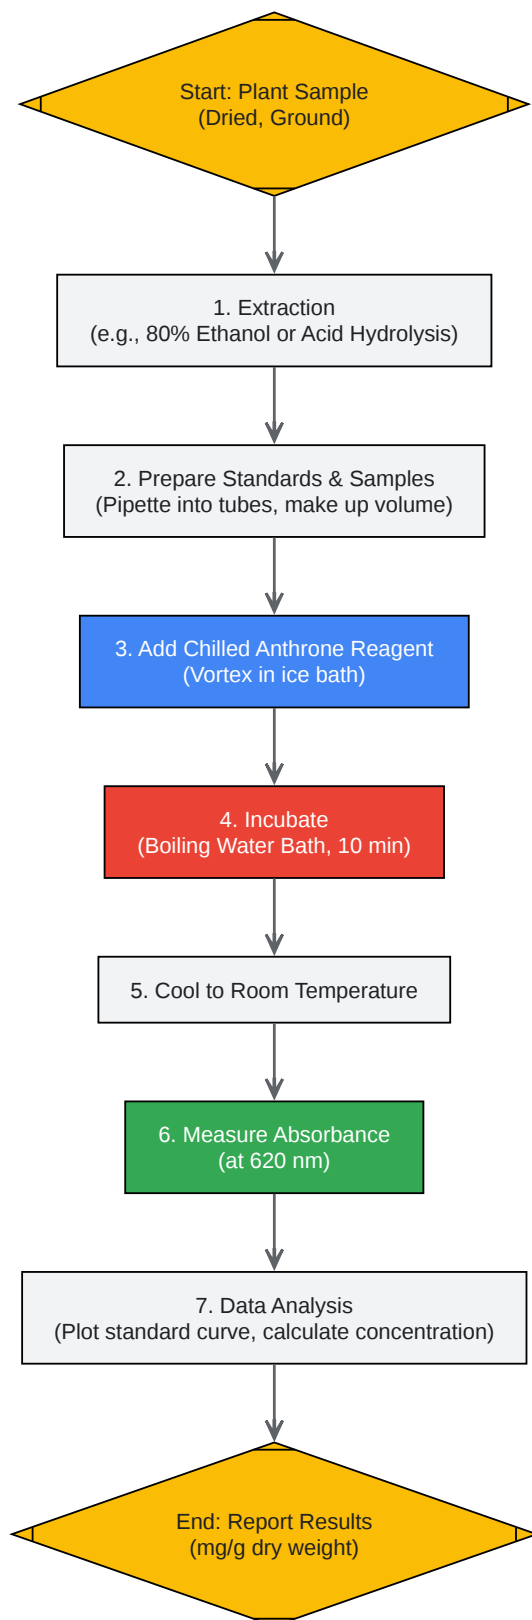 Start: Plant Sample
(Dried, Ground)
1. Extraction
(e.g., 80% Ethanol or Acid Hydrolysis)
2. Prepare Standards & Samples
(Pipette into tubes, make up volume)
3. Add Chilled Anthrone Reagent
(Vortex in ice bath)
4. Incubate
(Boiling Water Bath, 10 min)
5. Cool to Room Temperature
6. Measure Absorbance
(at 620 nm)
7. Data Analysis
(Plot standard curve, calculate concentration)
End: Report Results
(mg/g dry weight)